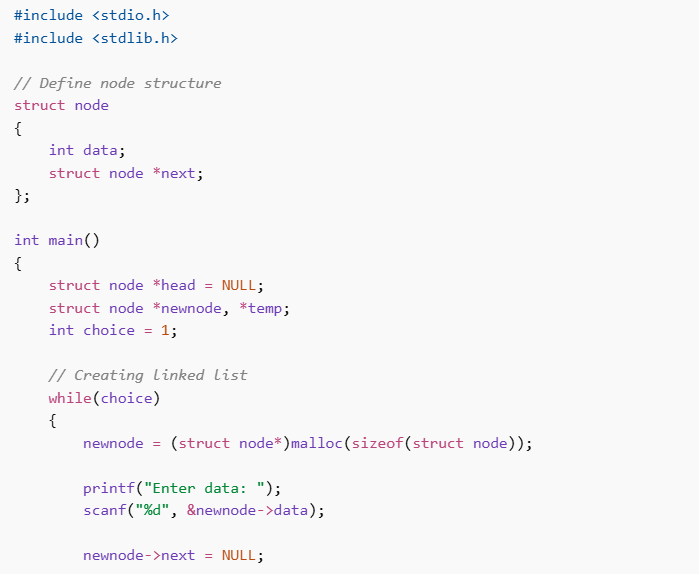 #include <stdio.h>
#include <stdlib.h>
// Define node structure
struct node
{
    int data;
    struct node *next;
};
int main()
{
    struct node *head = NULL;
    struct node *newnode, *temp;
    int choice = 1;
    // Creating linked list
    while(choice)
    {
        newnode = (struct node*)malloc(sizeof(struct node));
        printf("Enter data: ");
        scanf("%d", &newnode->data);
        newnode->next = NULL;